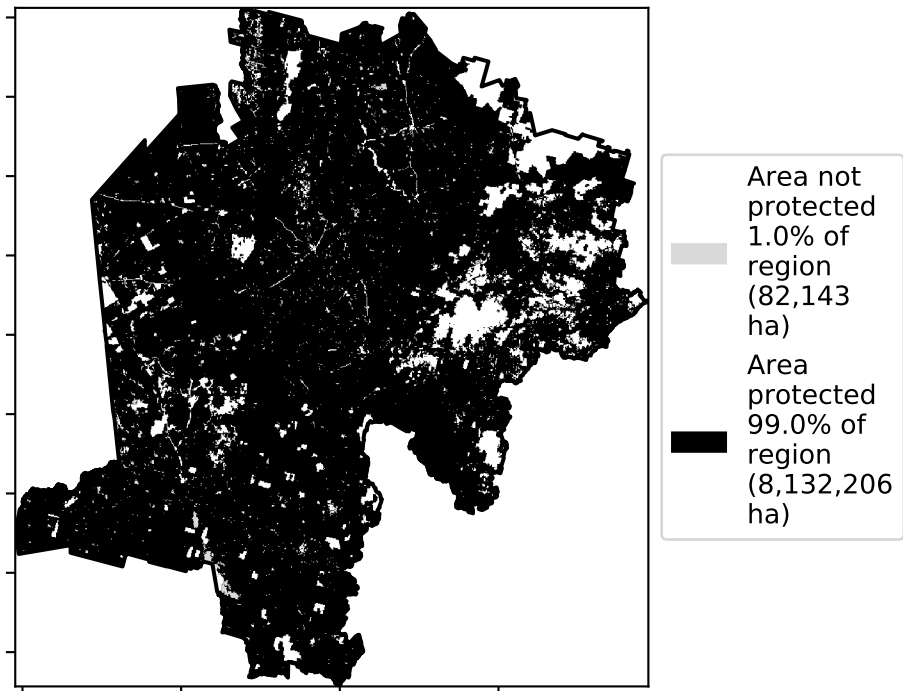 Area not
protected
1.0% of
region
(82,143
ha)
Area
protected
99.0% of
region
(8,132,206
ha)